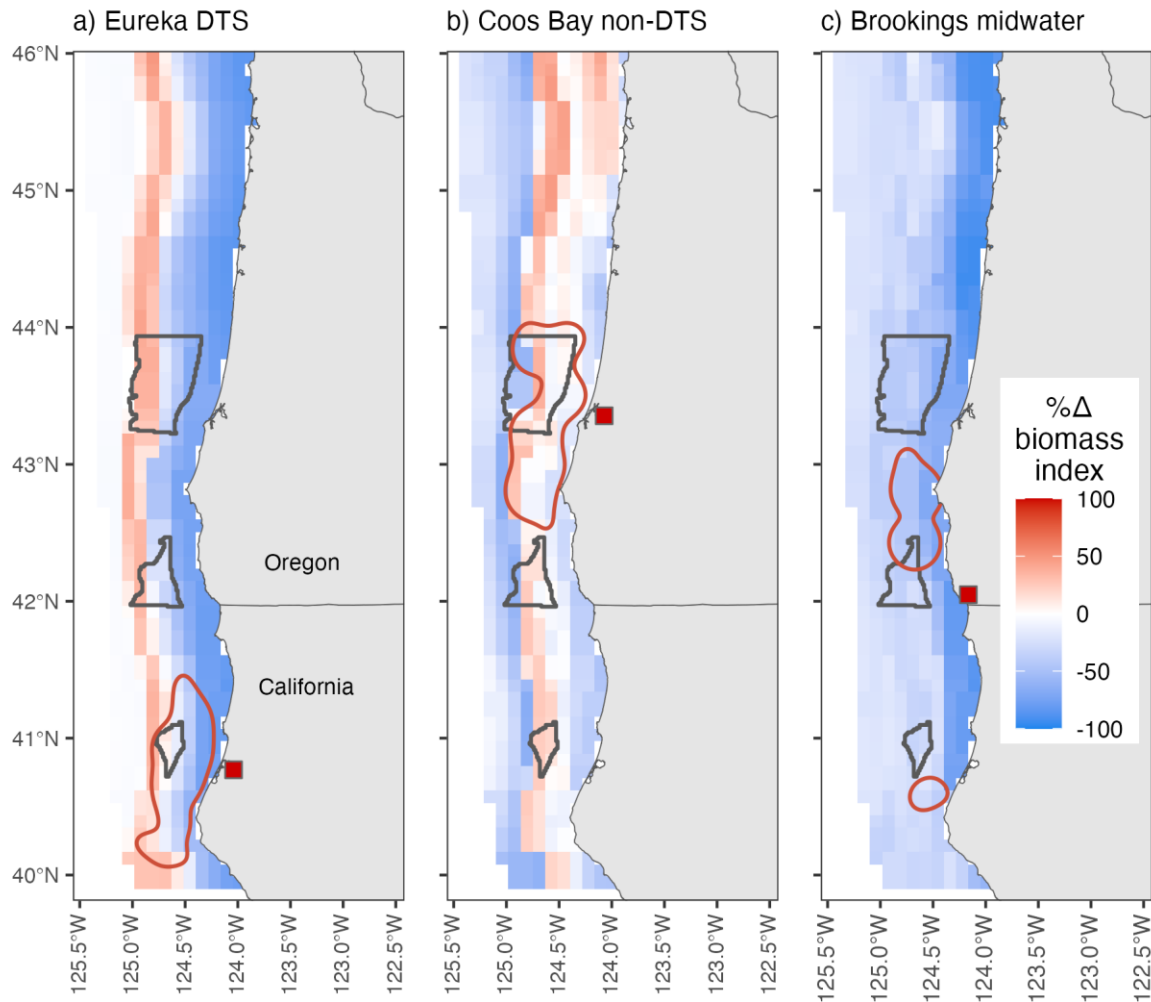 a) Eureka DTS
b) Coos Bay non-DTS
c) Brookings midwater
46°N
45°N
44°N
43°N
42°N
41°N
40°N
Oregon
California
%Δ
biomass
index
100
50
0
-50
-100
125.5°W
125.0°W
124.5°W
124.0°W
123.5°W
123.0°W
122.5°W
125.5°W
125.0°W
124.5°W
124.0°W
123.5°W
123.0°W
122.5°W
125.5°W
125.0°W
124.5°W
124.0°W
123.5°W
123.0°W
122.5°W